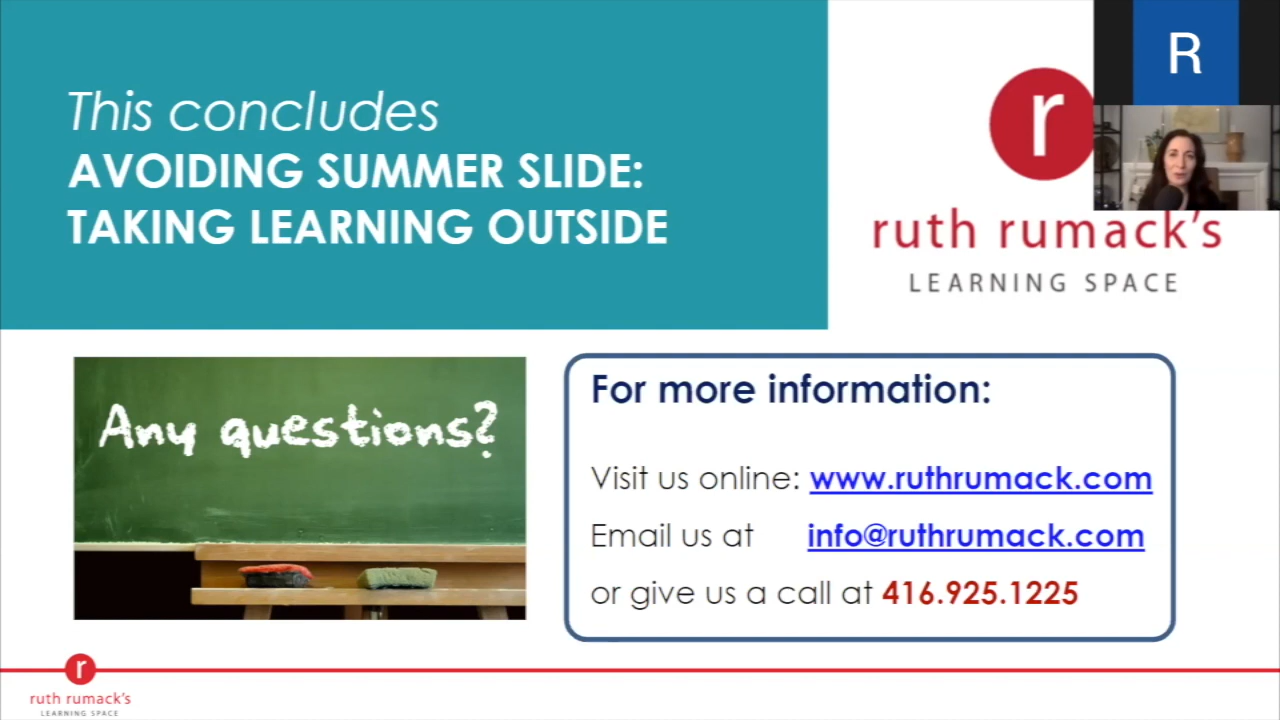 This concludes
AVOIDING SUMMER SLIDE:
TAKING LEARNING OUTSIDE
R
r
ruth rumack's
LEARNING SPACE
Any questions?
For more information:
Visit us online: www.ruthrumack.com
Email us at info@ruthrumack.com
or give us a call at 416.925.1225
r
ruth rumack's
LEARNING SPACE